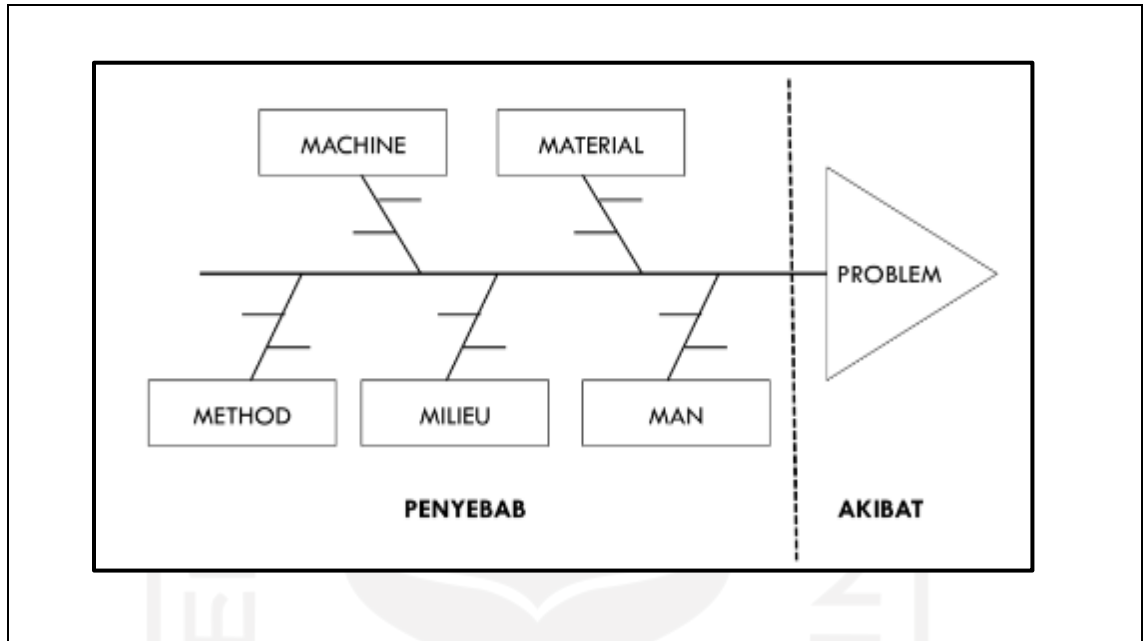 MACHINE
MATERIAL
PROBLEM
METHOD
MILIEU
MAN
PENYEBAB
AKIBAT